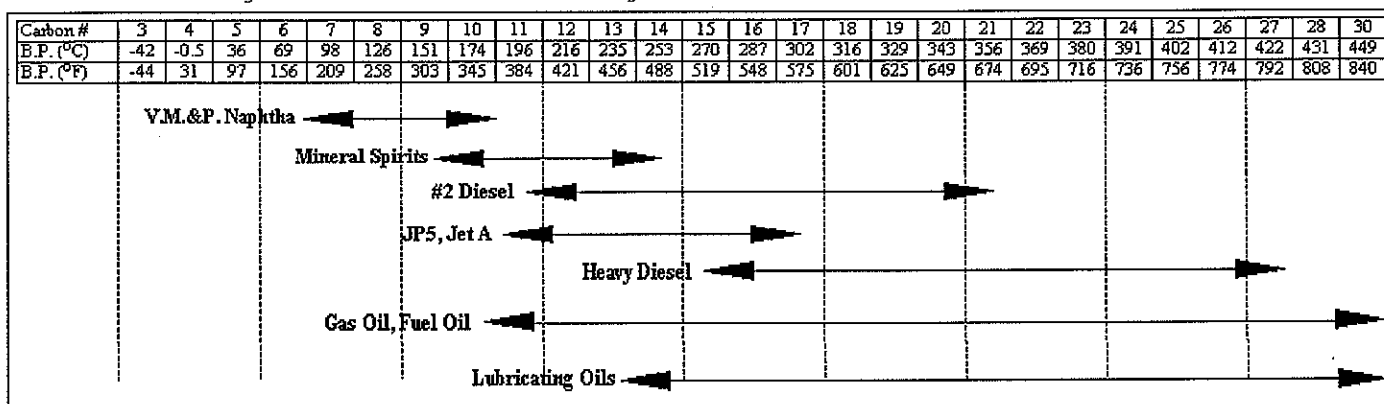 Carbon # 3 4 5 6 7 8 9 10 11 12 13 14 15 16 17 18 19 20 21 22 23 24 25 26 27 28 30
B.P. (⁰C) -42 -0.5 36 69 98 126 151 174 196 216 235 253 270 287 302 316 329 343 356 369 380 391 402 412 422 431 449
B.P. (⁰F) -44 31 97 156 209 258 303 345 384 421 456 488 519 548 575 601 625 649 674 695 716 736 756 774 792 808 840
V.M.&P. Naphtha
Mineral Spirits
#2 Diesel
JP5, Jet A
Heavy Diesel
Gas Oil, Fuel Oil
Lubricating Oils